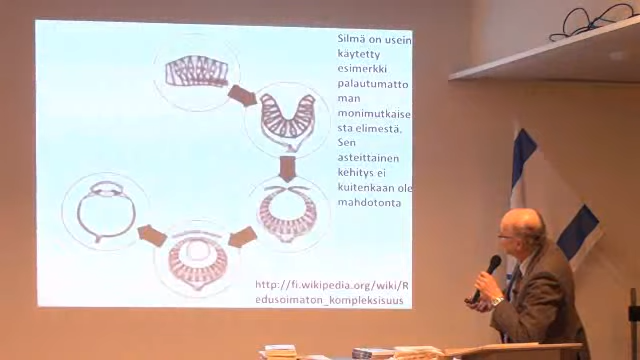 Silmä on usein
käytetty
esimerkki
palautumatto
man
monimutkaise
sta elimestä.
Sen
asteittainen
kehitys ei
kuitenkaan ole
mahdotonta
http://fi.wikipedia.org/wiki/R
edusoimaton_kompleksisuus